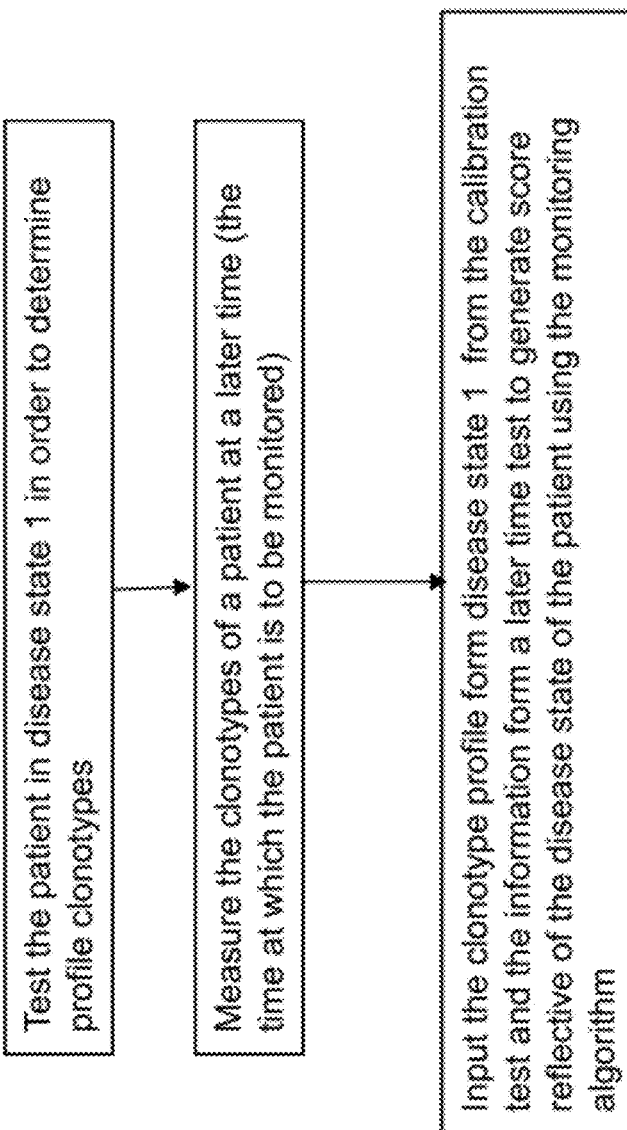 Test the patient in disease state 1 in order to determine
profile clonotypes
Measure the clonotypes of a patient at a later time (the
time at which the patient is to be monitored)
Input the clonotype profile form disease state 1 from the calibration
test and the information form a later time test to generate score
reflective of the disease state of the patient using the monitoring
algorithm